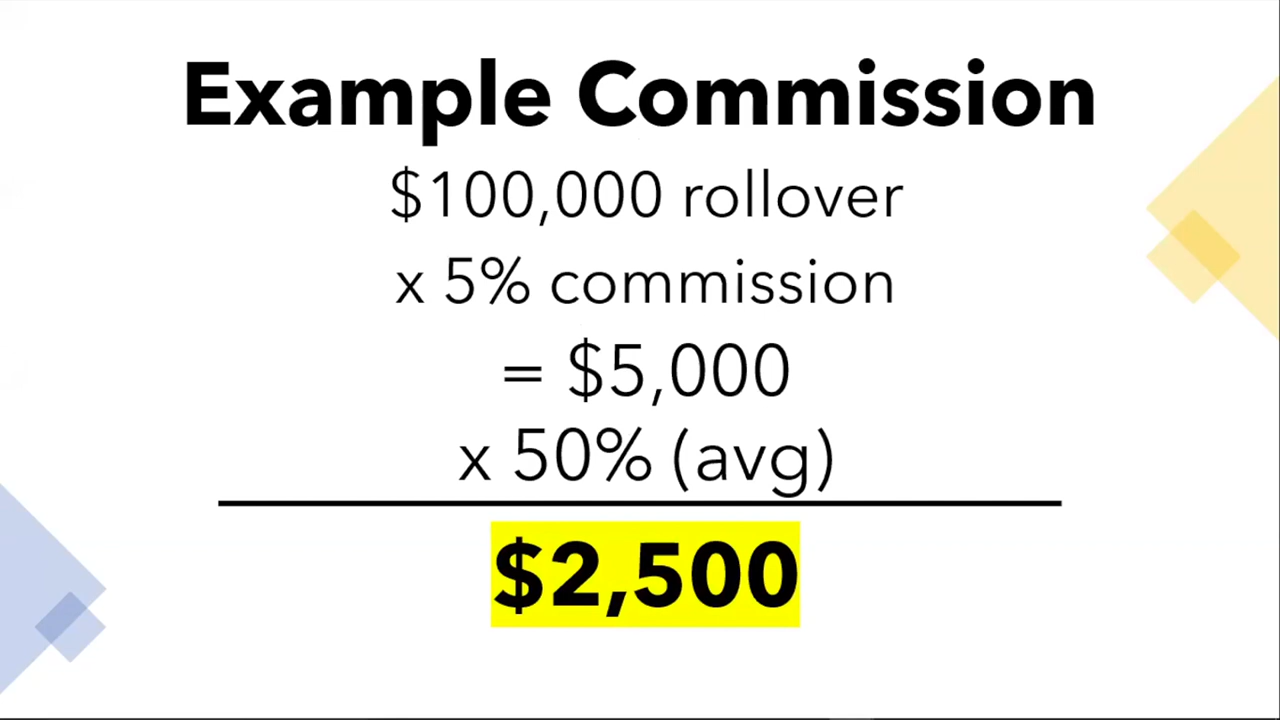 Example Commission
$100,000 rollover
x 5% commission
= $5,000
x 50% (avg)
$2,500